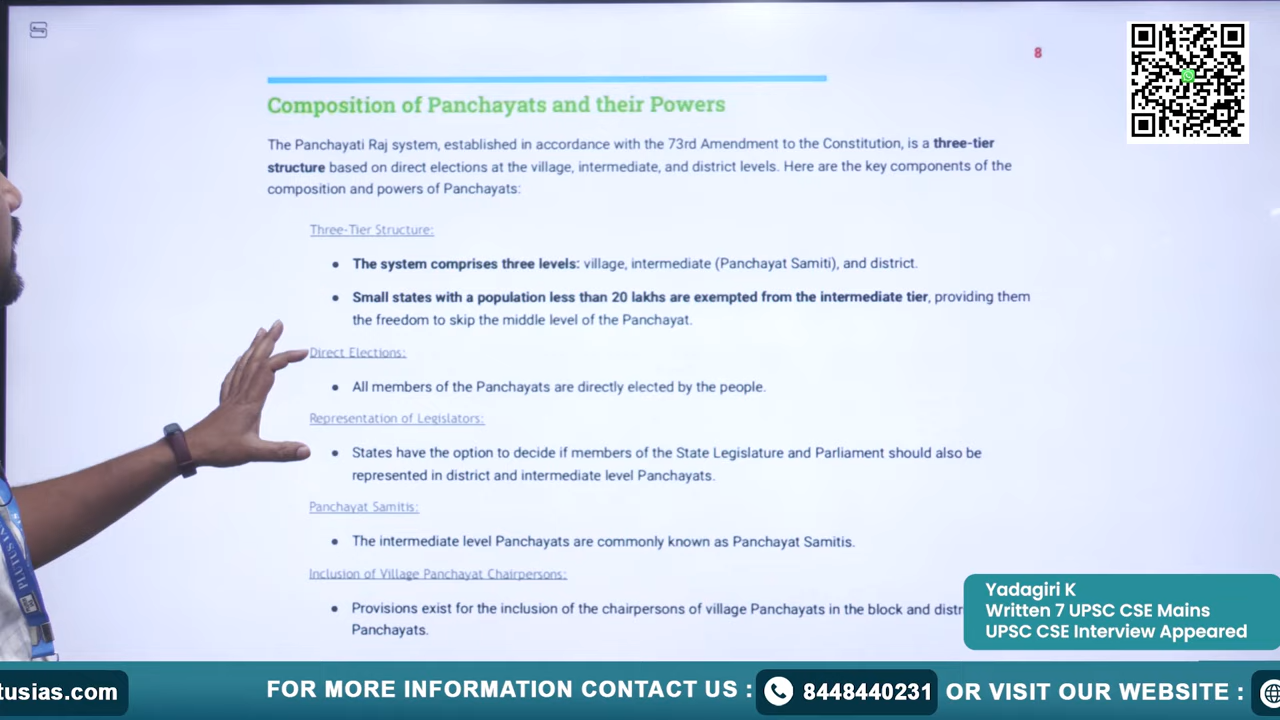 8
Composition of Panchayats and their Powers
The Panchayati Raj system, established in accordance with the 73rd Amendment to the Constitution, is a three-tier
structure based on direct elections at the village, intermediate, and district levels. Here are the key components of the
composition and powers of Panchayats:
Three-Tier Structure:
• The system comprises three levels: village, intermediate (Panchayat Samiti), and district.
• Small states with a population less than 20 lakhs are exempted from the intermediate tier, providing them
the freedom to skip the middle level of the Panchayat.
Direct Elections:
• All members of the Panchayats are directly elected by the people.
Representation of Legislators:
• States have the option to decide if members of the State Legislature and Parliament should also be
represented in district and intermediate level Panchayats.
Panchayat Samitis:
• The intermediate level Panchayats are commonly known as Panchayat Samitis.
Inclusion of Village Panchayat Chairpersons:
• Provisions exist for the inclusion of the chairpersons of village Panchayats in the block and distr
Panchayats.
Yadagiri K
Written 7 UPSC CSE Mains
UPSC CSE Interview Appeared
PLUTUS IAS
tusias.com
FOR MORE INFORMATION CONTACT US :
8448440231
OR VISIT OUR WEBSITE :